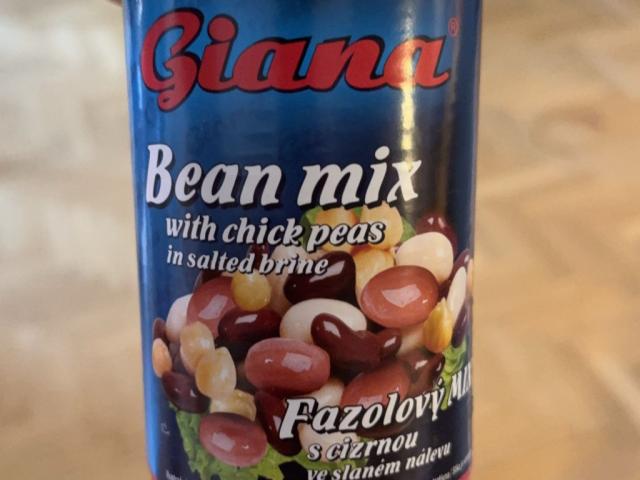 Giana®
Bean mix
with chick peas
in salted brine
Fazolový MIX
s cizrnou
ve slaném nálevu